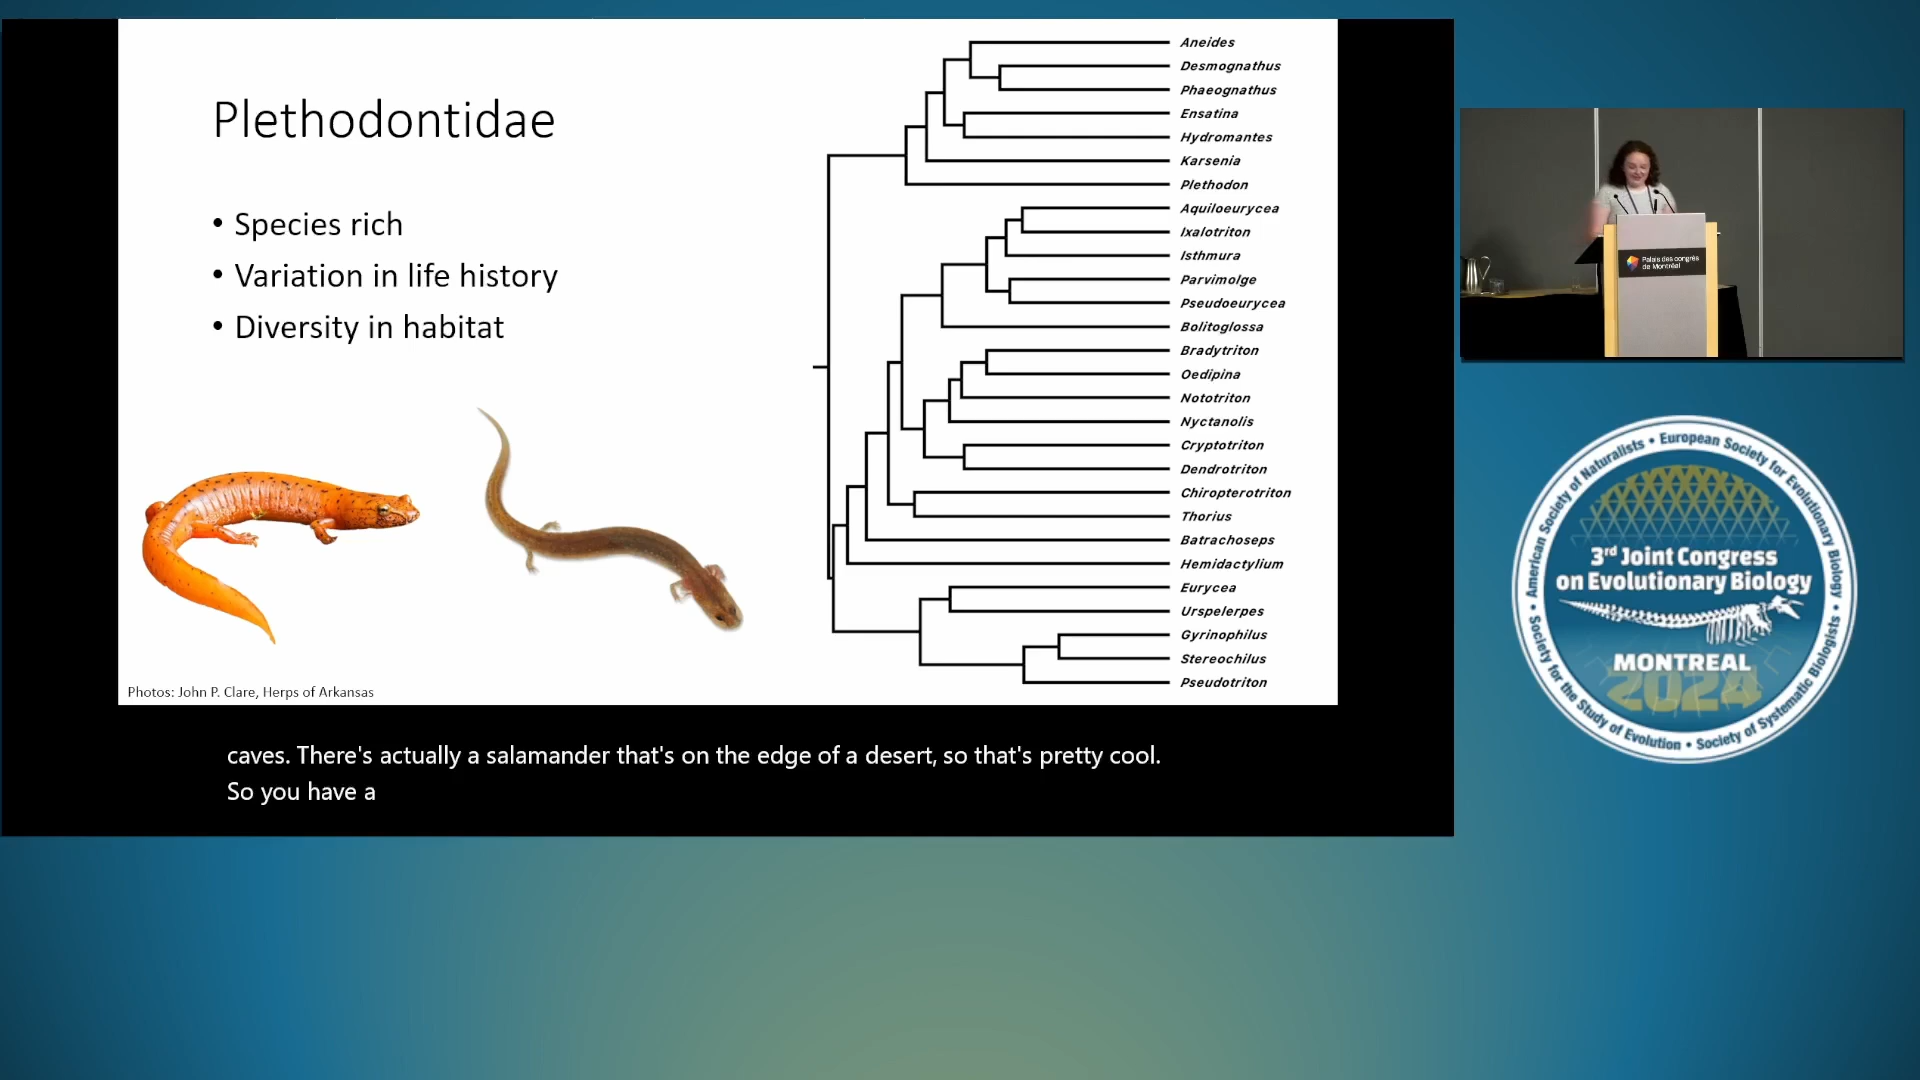 Plethodontidae
• Species rich
• Variation in life history
• Diversity in habitat
Photos: John P. Clare, Herps of Arkansas
Aneides
Desmognathus
Phaeognathus
Ensatina
Hydromantes
Karsenia
Plethodon
Aquiloeurycea
Ixalotriton
Isthmura
Parvimolge
Pseudoeurycea
Bolitoglossa
Bradytriton
Oedipina
Nototriton
Nyctanolis
Cryptotriton
Dendrotriton
Chiropterotriton
Thorius
Batrachoseps
Hemidactylium
Eurycea
Urspelerpes
Gyrinophilus
Stereochilus
Pseudotriton
caves. There's actually a salamander that's on the edge of a desert, so that's pretty cool.
So you have a
Palais des congrès
de Montréal
American Society of Naturalists • European Society for Evolutionary Biology •
Society for the Study of Evolution • Society of Systematic Biologists •
3rd Joint Congress
on Evolutionary Biology
MONTREAL
2024